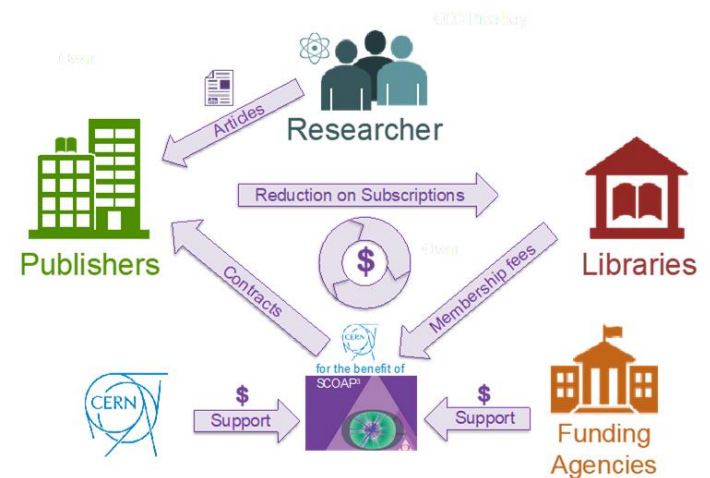 Researcher
Articles
Publishers
Reduction on Subscriptions
$
Libraries
Contracts
Membership fees
CERN
for the benefit of
SCOAP³
CERN
$
Support
$
Support
Funding
Agencies